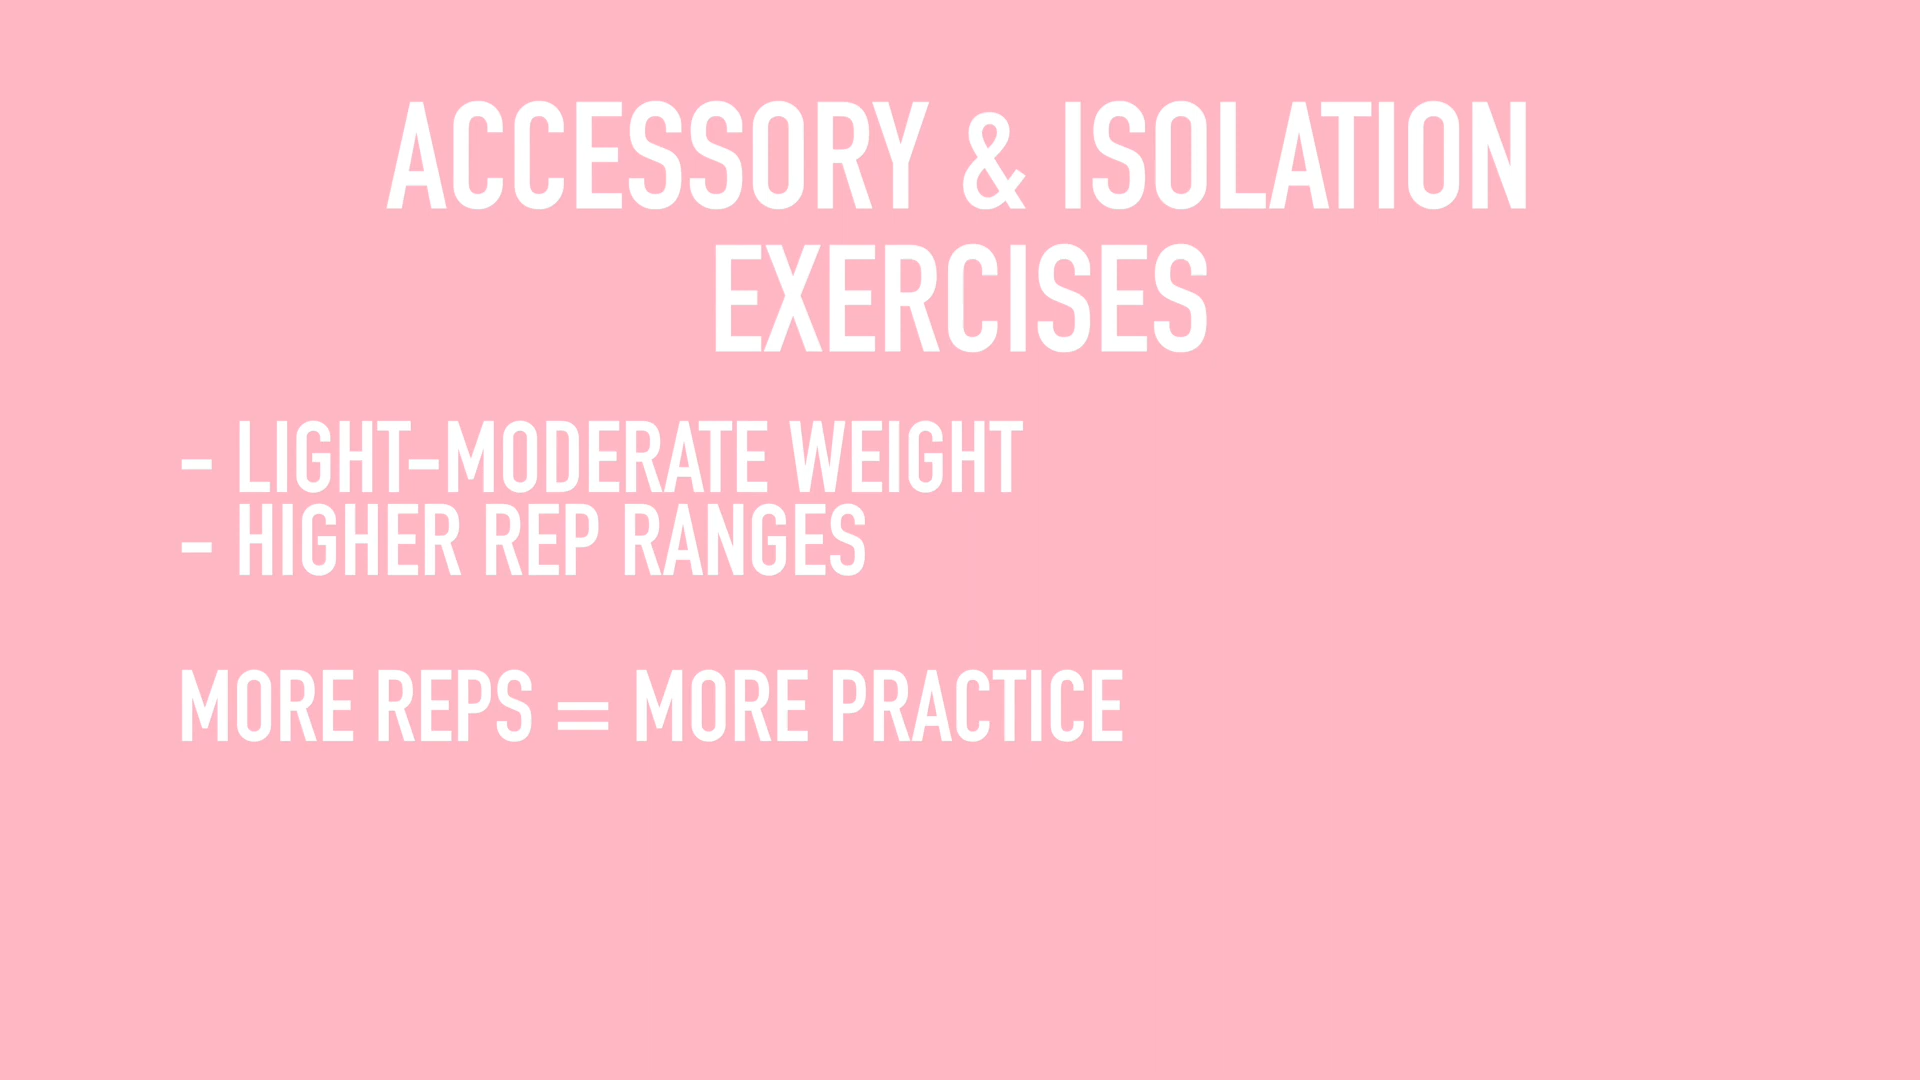 ACCESSORY & ISOLATION
EXERCISES
- LIGHT-MODERATE WEIGHT
- HIGHER REP RANGES
MORE REPS = MORE PRACTICE